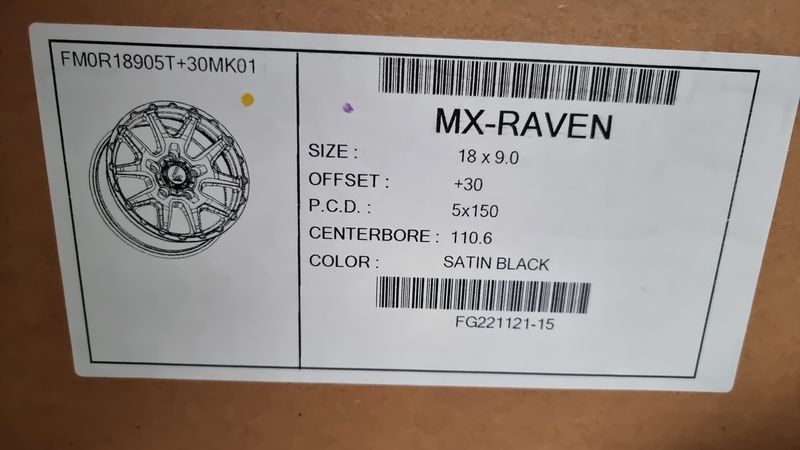 FM0R18905T+30MK01
MX-RAVEN
SIZE : 18 x 9.0
OFFSET : +30
P.C.D. : 5x150
CENTERBORE : 110.6
COLOR : SATIN BLACK
FG221121-15